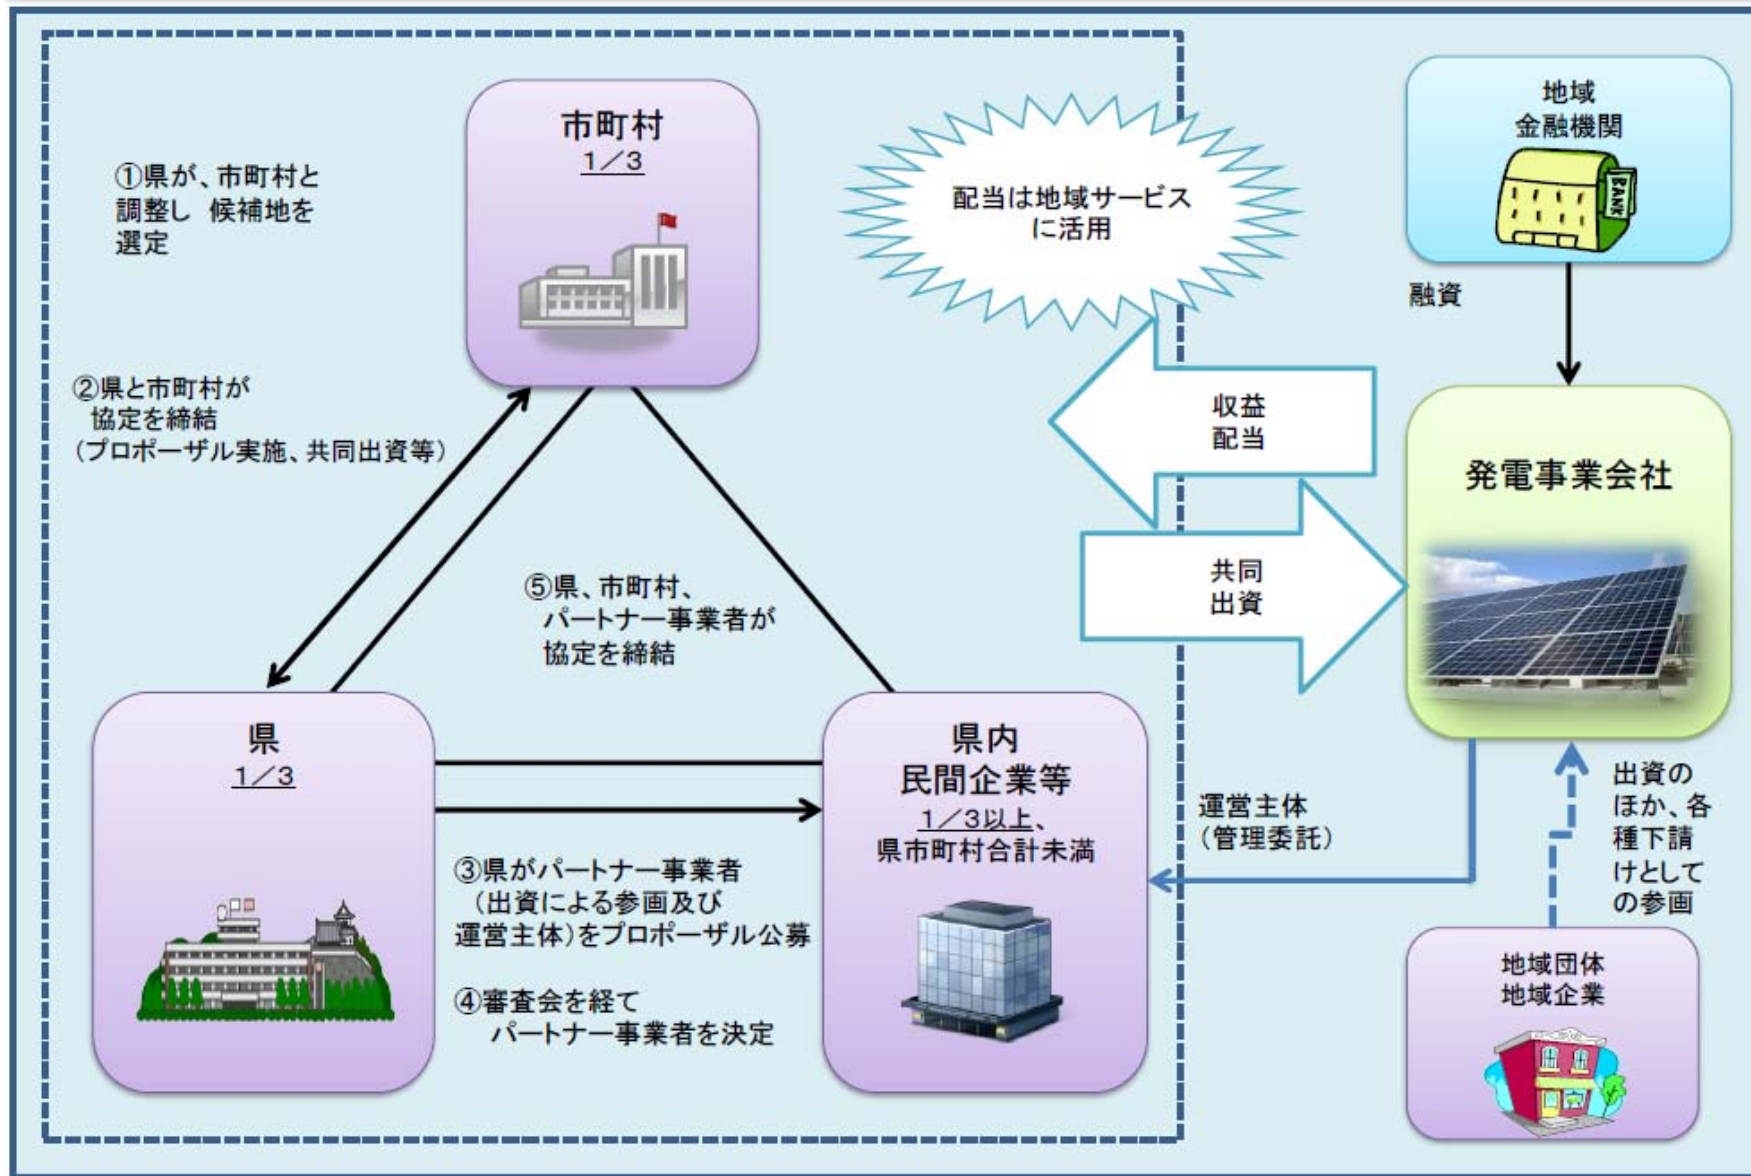 市町村
1／3
①県が、市町村と
調整し 候補地を
選定
配当は地域サービス
に活用
地域
金融機関
BANK
融資
②県と市町村が
協定を締結
（プロポーザル実施、共同出資等）
収益
配当
発電事業会社
共同
出資
⑤県、市町村、
パートナー事業者が
協定を締結
県
1／3
県内
民間企業等
1／3以上、
県市町村合計未満
③県がパートナー事業者
（出資による参画及び
運営主体）をプロポーザル公募
④審査会を経て
パートナー事業者を決定
運営主体
（管理委託）
出資の
ほか、各
種下請
けとして
の参画
地域団体
地域企業